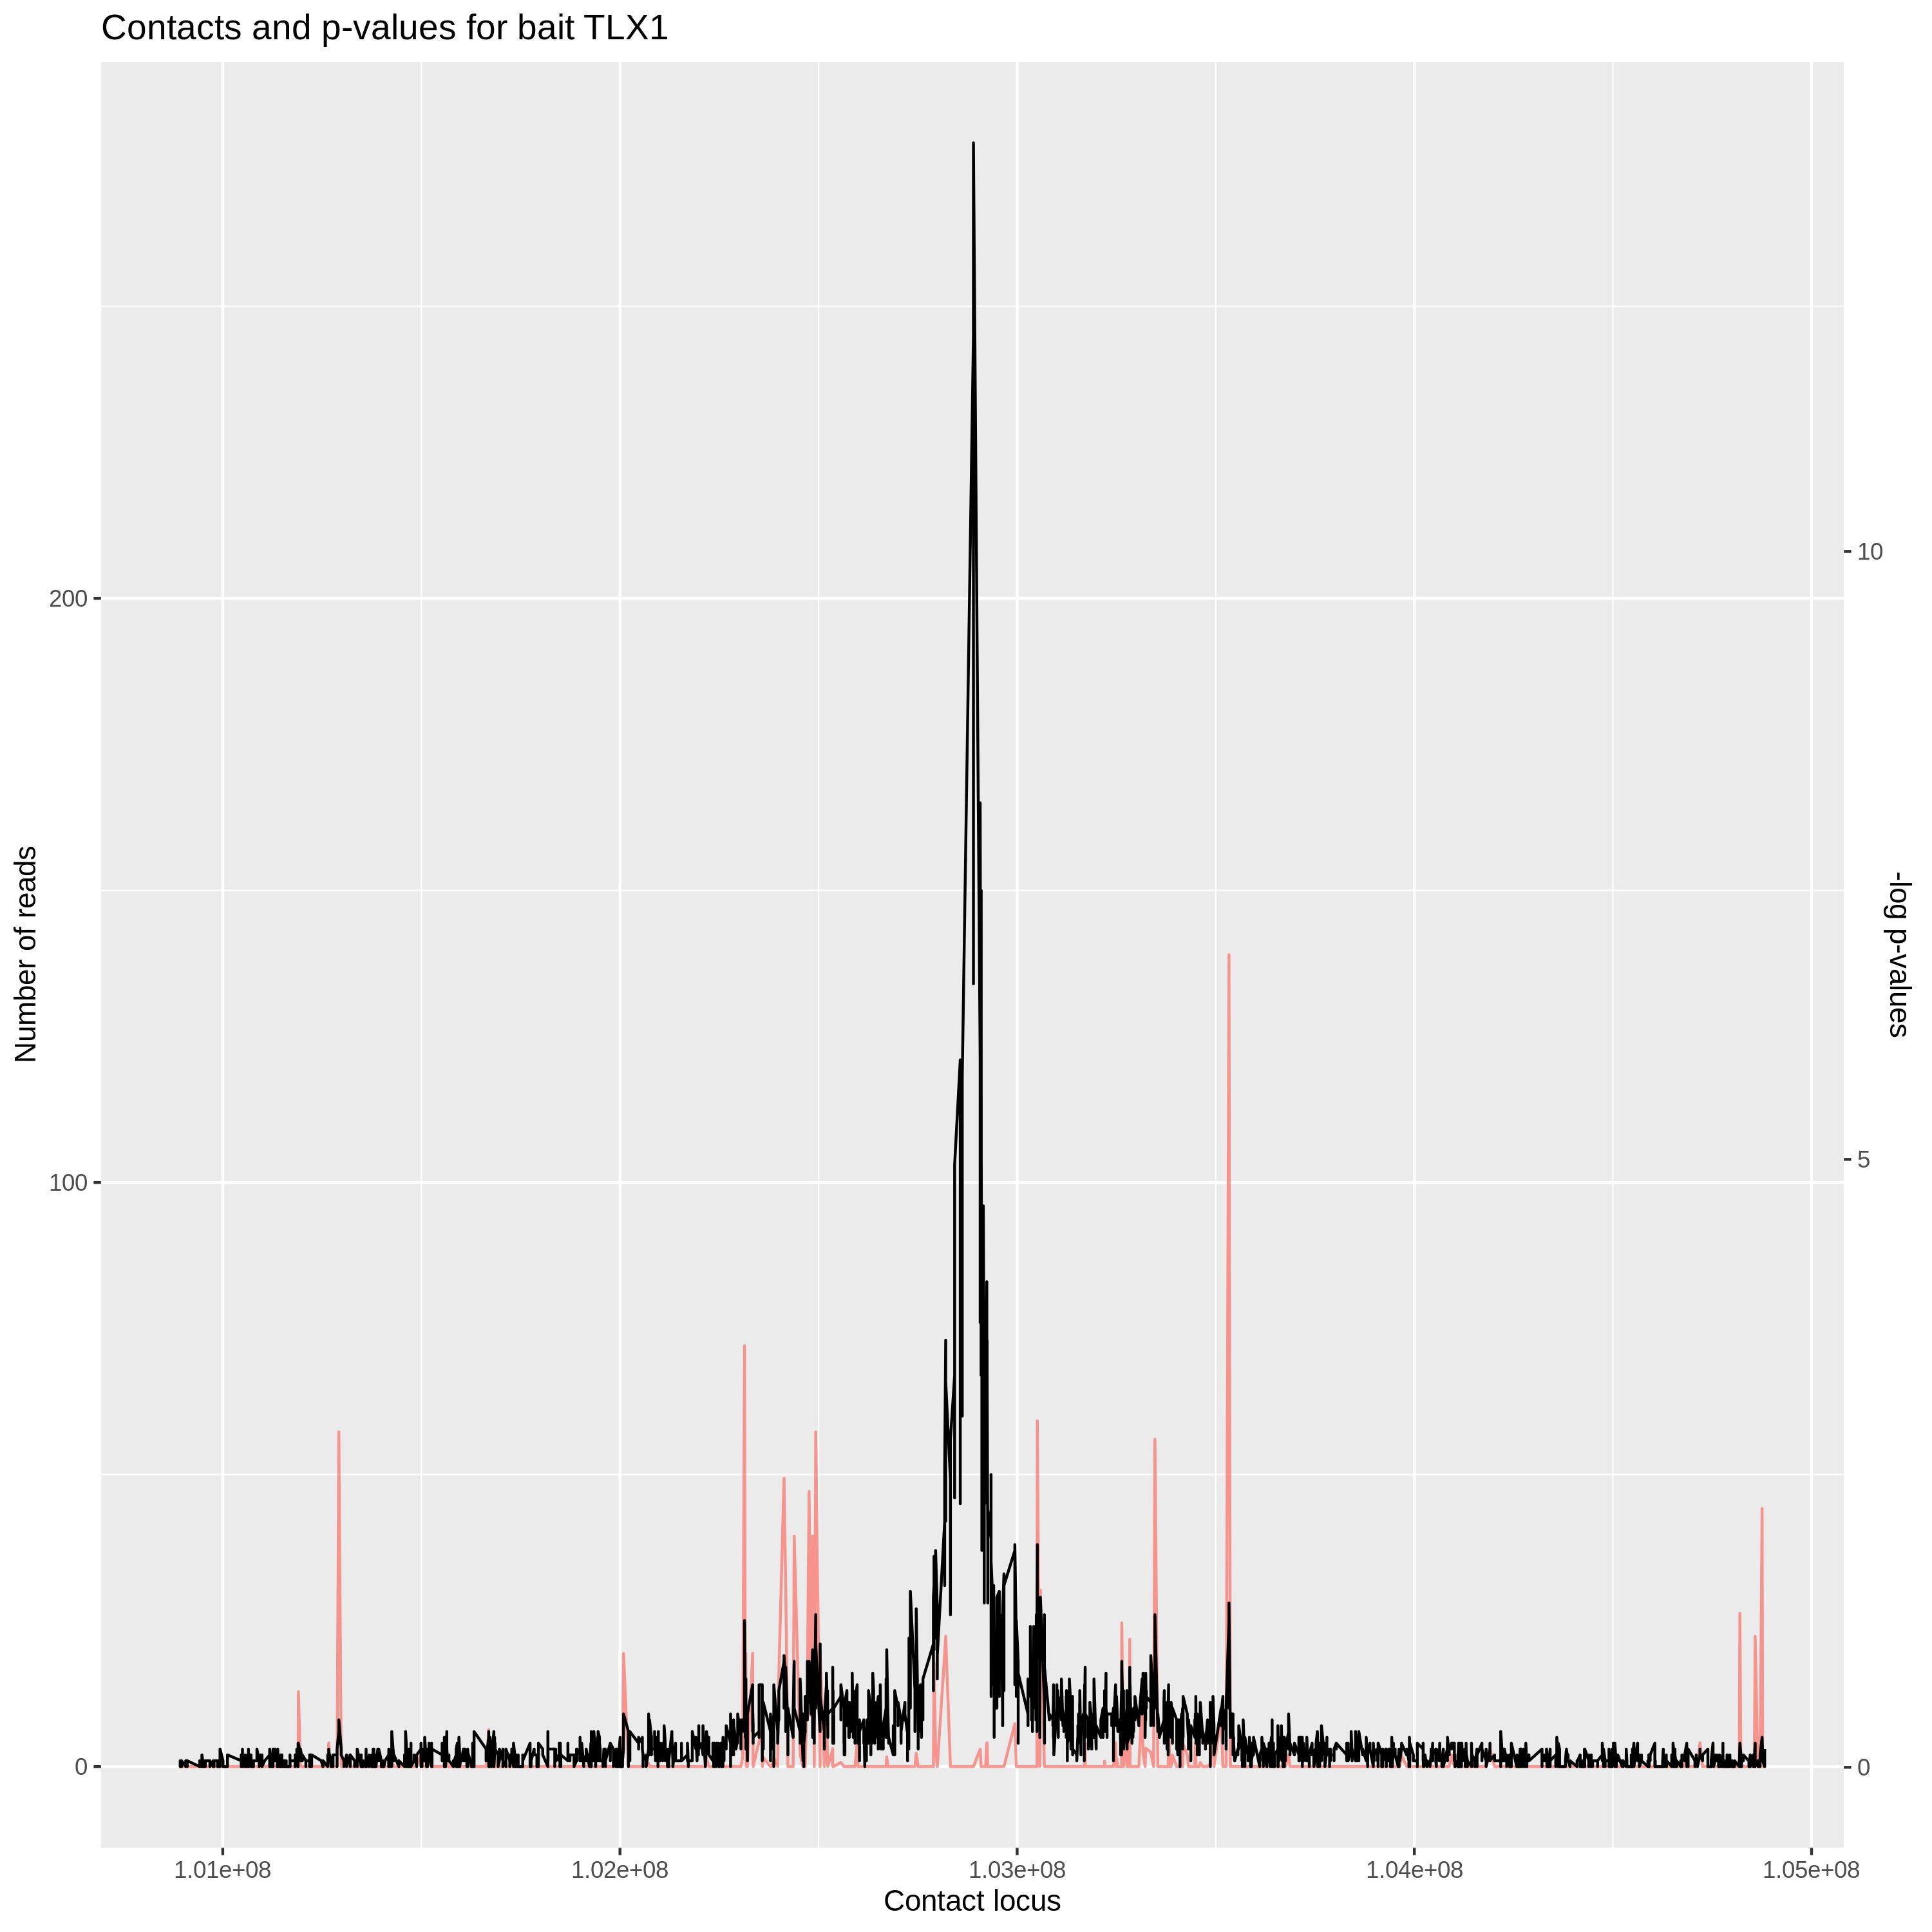 Contacts and p-values for bait TLX1
Number of reads
200
100
0
10
5
0
-log p-values
1.01e+08
1.02e+08
1.03e+08
1.04e+08
1.05e+08
Contact locus